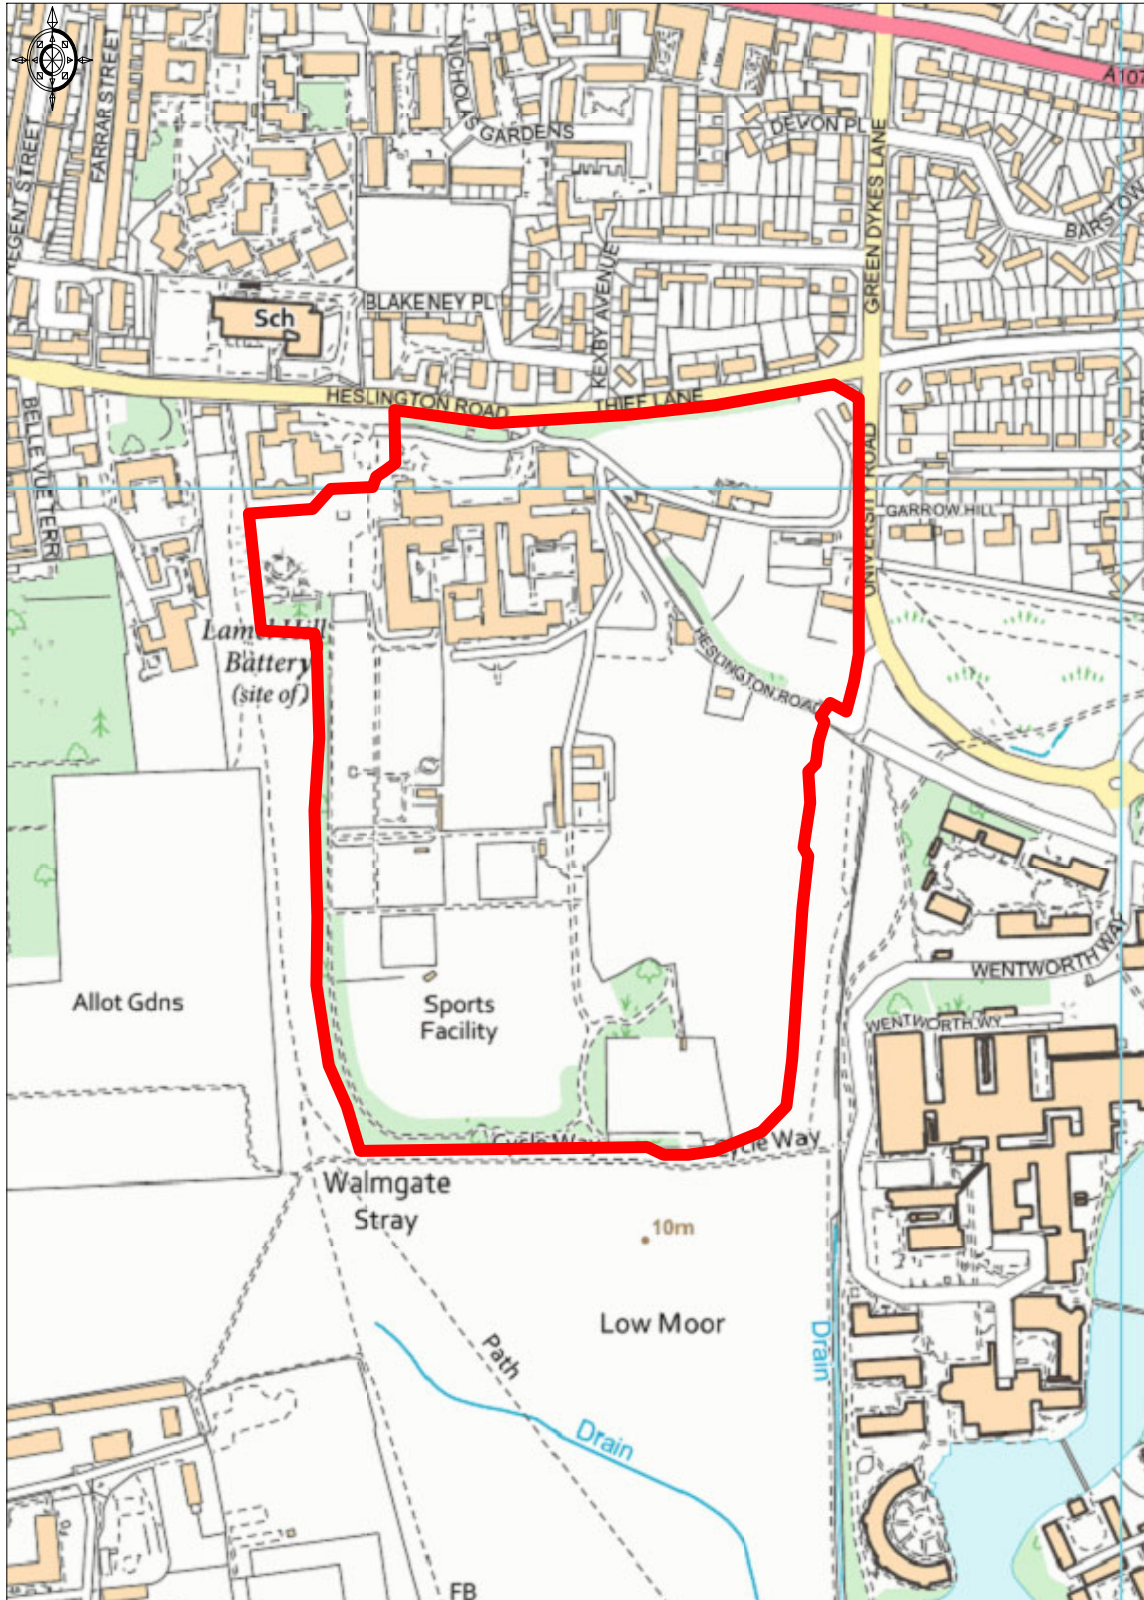 A107
FARRAR STREET
REGENT STREET
NICHOLAS GARDENS
DEVON PL
GREEN DYKES LANE
BARSTOW
KEXBY AVENUE
BLAKENEY PL
Sch
HESLINGTON ROAD
THIEF LANE
BELLE VUE TERR
UNIVERSITY ROAD
GARROW HILL
Lamel Hill
Battery
(site of)
HESLINGTON ROAD
Allot Gdns
Sports
Facility
WENTWORTH WAY
WENTWORTH WY
Cycle Way
Cycle Way
Walmgate
Stray
10m
Low Moor
Path
Drain
Drain
FB